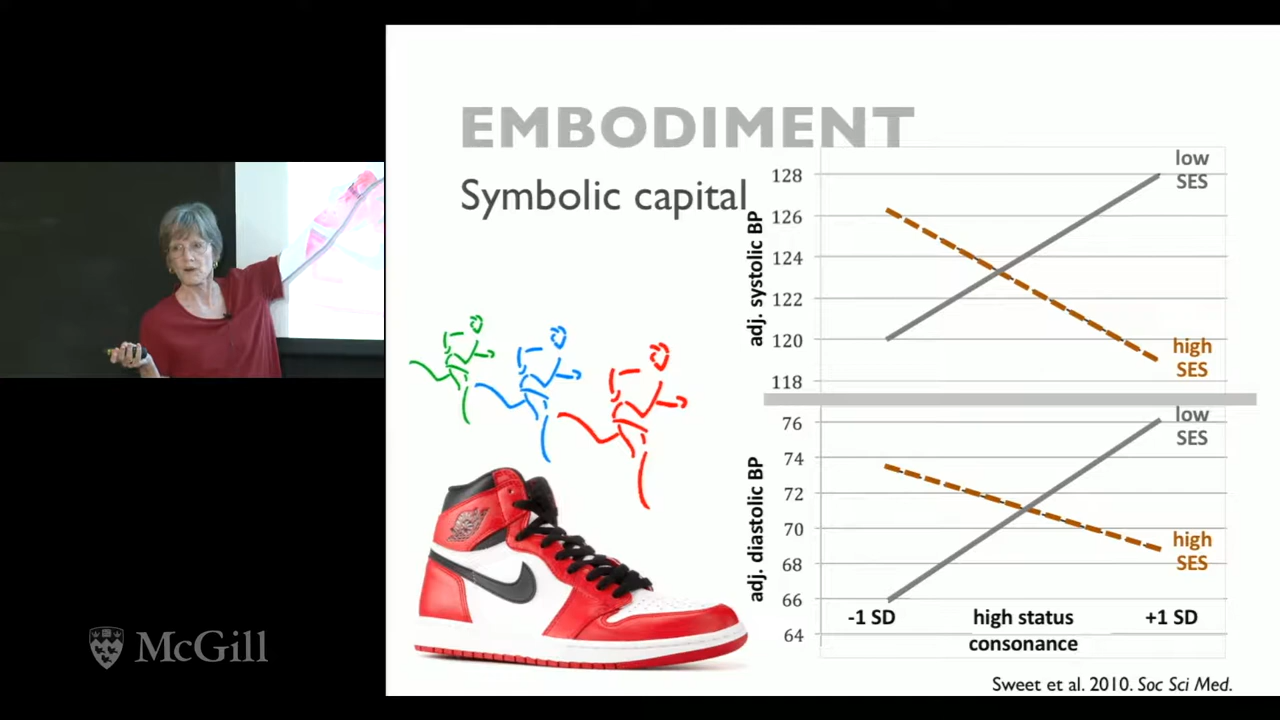 EMBODIMENT
Symbolic capital
adj. systolic BP
128
126
124
122
120
118
low
SES
high
SES
adj. diastolic BP
76
74
72
70
68
66
64
low
SES
high
SES
-1 SD
high status
consonance
+1 SD
Sweet et al. 2010. Soc Sci Med.
McGill